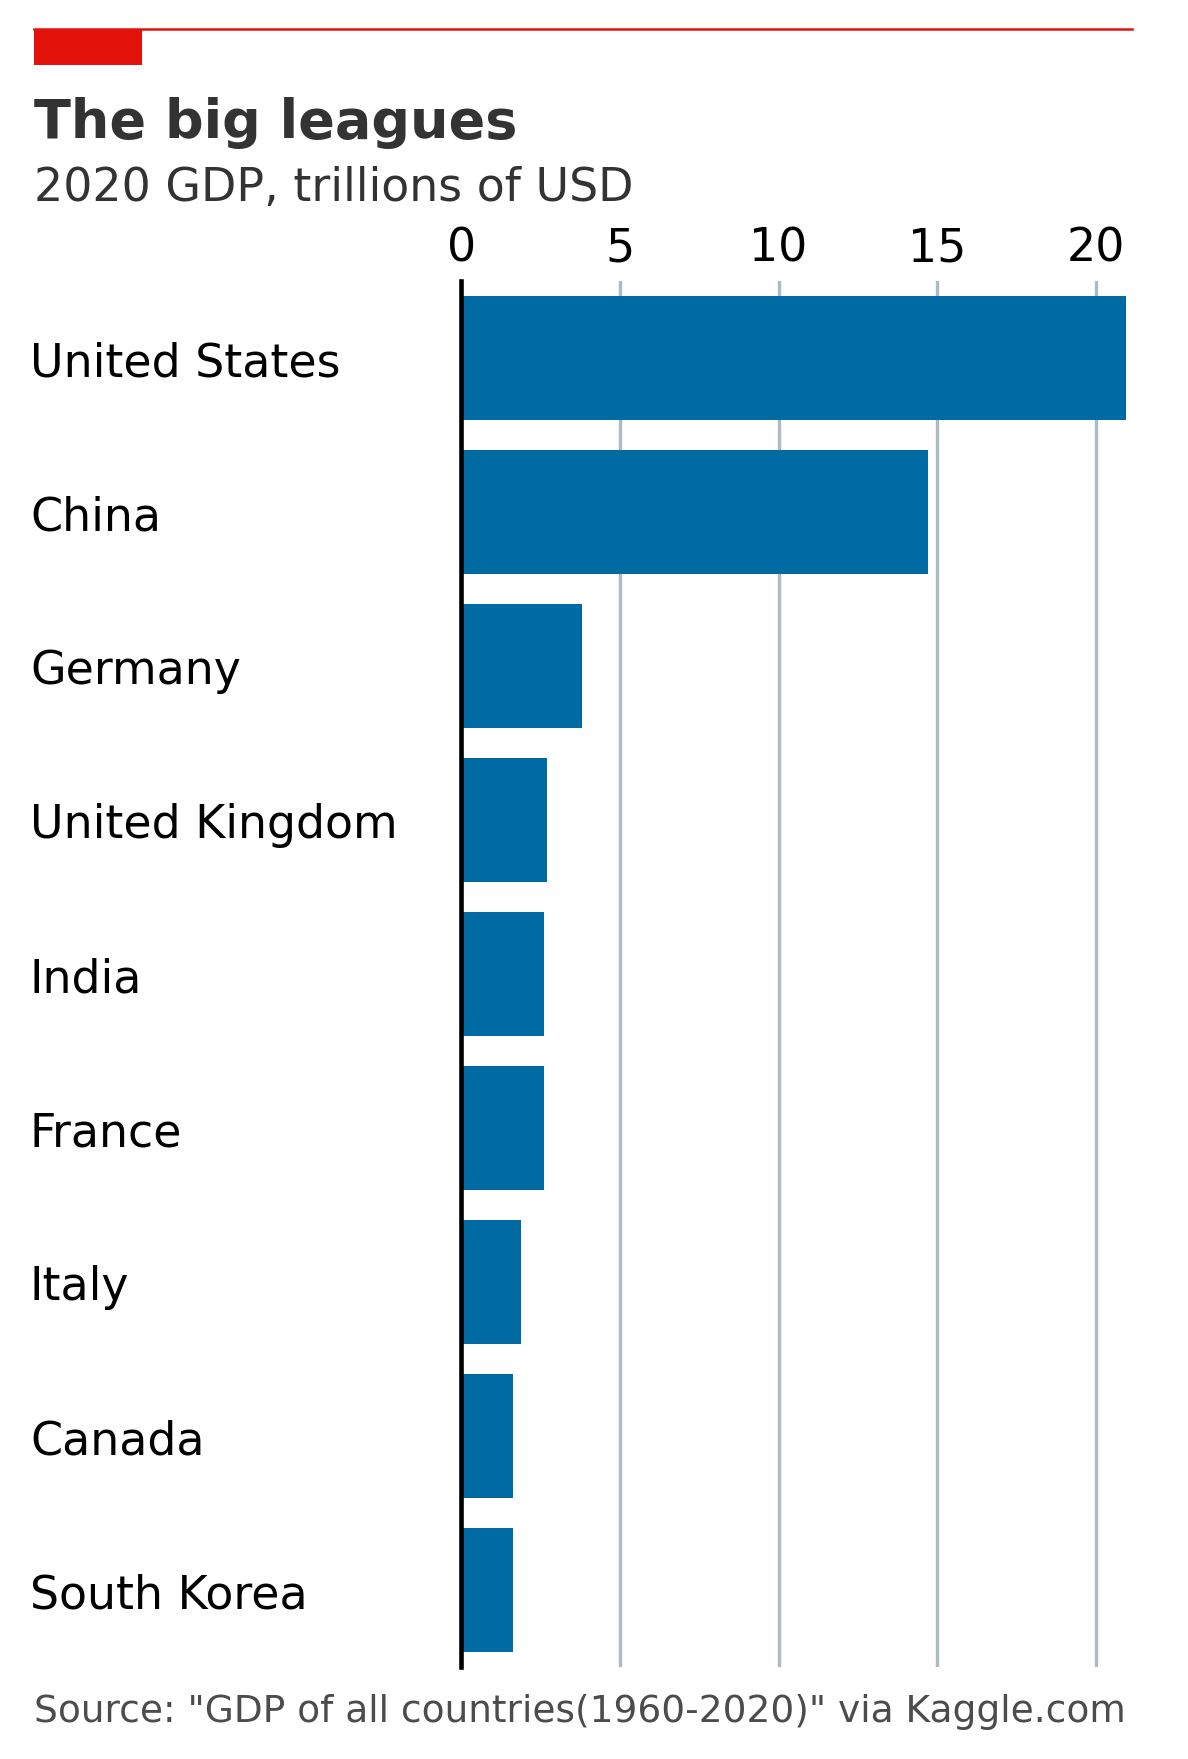 The big leagues
2020 GDP, trillions of USD
0 5 10 15 20
United States
China
Germany
United Kingdom
India
France
Italy
Canada
South Korea
Source: "GDP of all countries(1960-2020)" via Kaggle.com